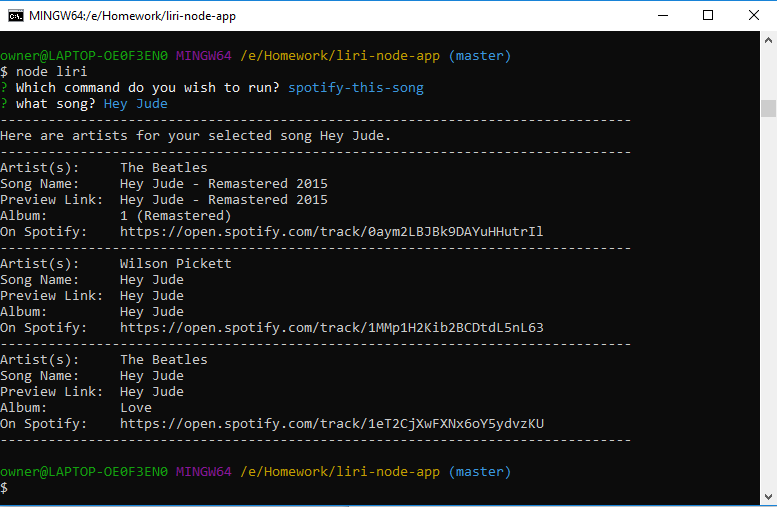 MINGW64:/e/Homework/liri-node-app
owner@LAPTOP-OE0F3EN0 MINGW64 /e/Homework/liri-node-app (master)
$ node liri
? Which command do you wish to run? spotify-this-song
? what song? Hey Jude
-------------------------------------------------------------------------------
Here are artists for your selected song Hey Jude.
-------------------------------------------------------------------------------
Artist(s):     The Beatles
Song Name:     Hey Jude - Remastered 2015
Preview Link:  Hey Jude - Remastered 2015
Album:         1 (Remastered)
On Spotify:    https://open.spotify.com/track/0aym2LBJBk9DAYuHHutrIl
-------------------------------------------------------------------------------
Artist(s):     Wilson Pickett
Song Name:     Hey Jude
Preview Link:  Hey Jude
Album:         Hey Jude
On Spotify:    https://open.spotify.com/track/1MMp1H2Kib2BCDtdL5nL63
-------------------------------------------------------------------------------
Artist(s):     The Beatles
Song Name:     Hey Jude
Preview Link:  Hey Jude
Album:         Love
On Spotify:    https://open.spotify.com/track/1eT2CjXwFXNx6oY5ydvzKU
-------------------------------------------------------------------------------
owner@LAPTOP-OE0F3EN0 MINGW64 /e/Homework/liri-node-app (master)
$